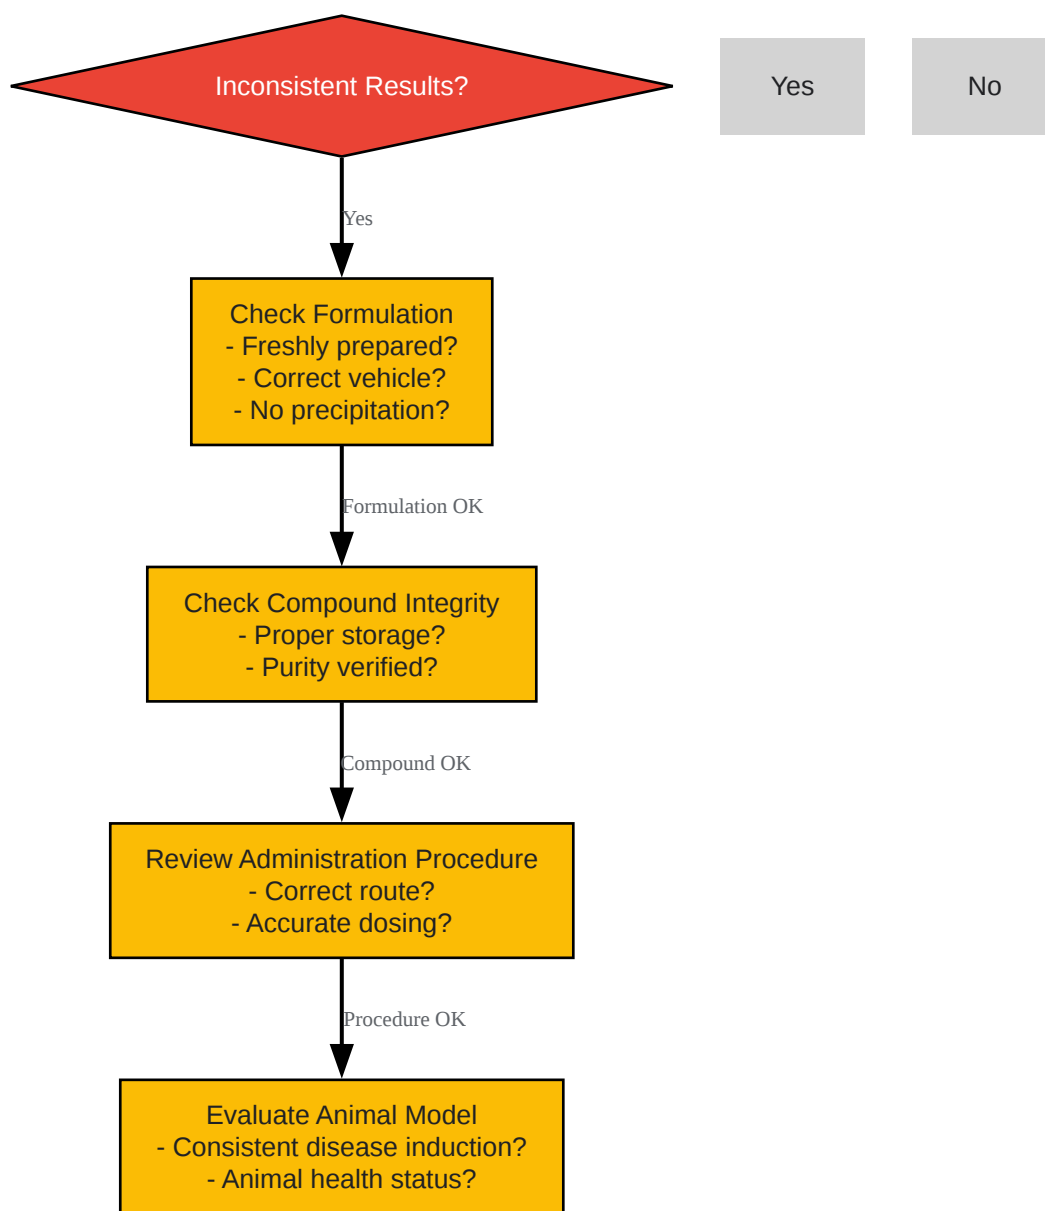 Inconsistent Results?
Yes
No
Yes
Check Formulation
- Freshly prepared?
- Correct vehicle?
- No precipitation?
Formulation OK
Check Compound Integrity
- Proper storage?
- Purity verified?
Compound OK
Review Administration Procedure
- Correct route?
- Accurate dosing?
Procedure OK
Evaluate Animal Model
- Consistent disease induction?
- Animal health status?